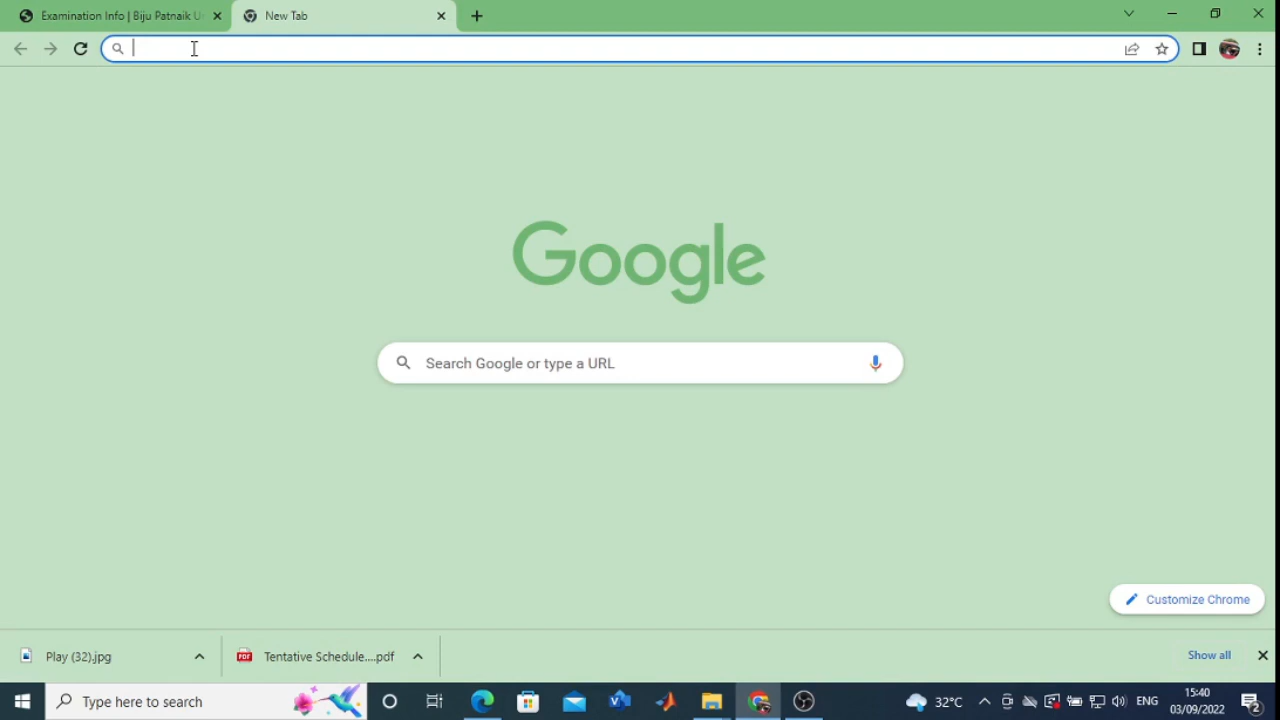 Examination Info | Biju Patnaik U
New Tab
Google
Search Google or type a URL
Customize Chrome
Play (32).jpg
Tentative Schedule....pdf
Show all
Type here to search
32°C
ENG
15:40
03/09/2022
2